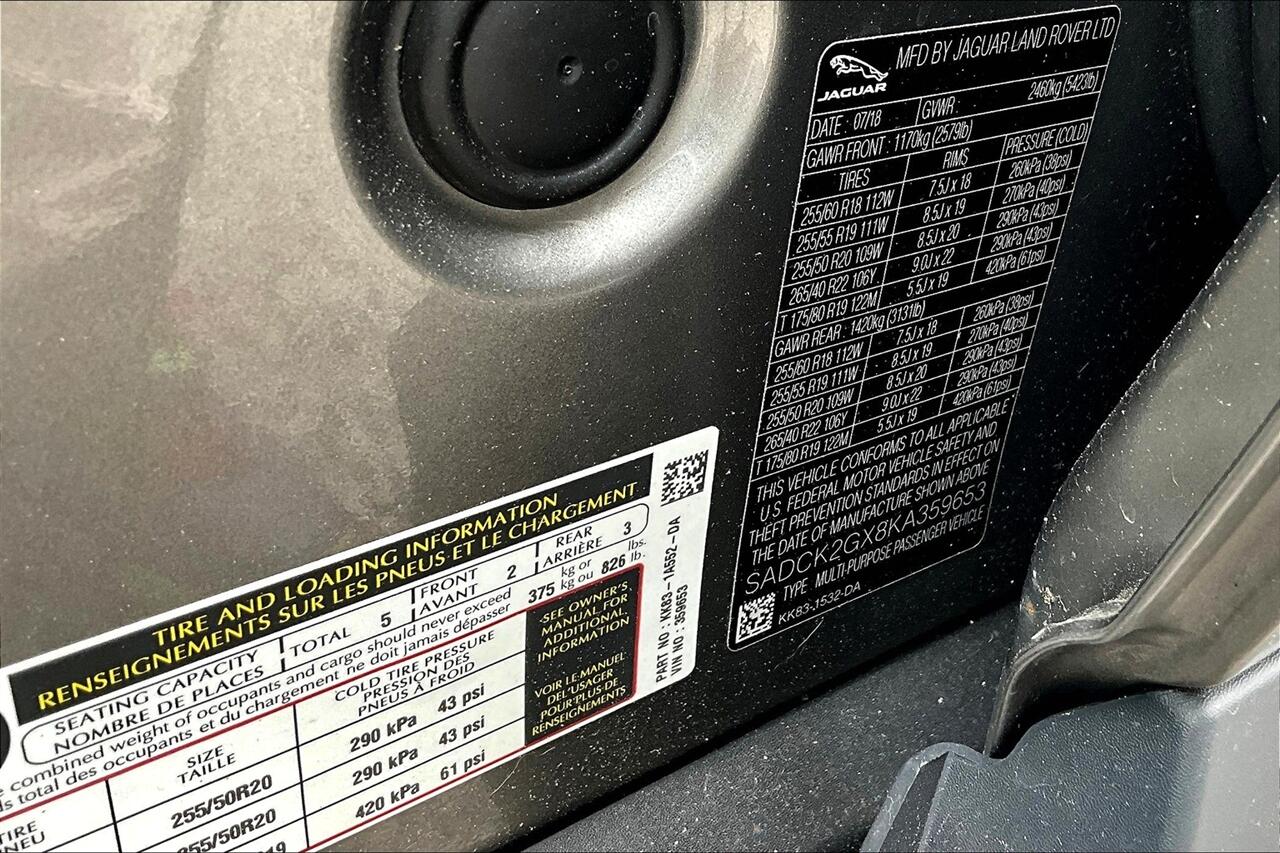 JAGUAR
MFD BY JAGUAR LAND ROVER LTD
DATE : 07/18 GVWR : 2460kg (5423lb)
GAWR FRONT : 1170kg (2579lb)
TIRES RIMS PRESSURE (COLD)
255/60 R18 112W 7.5J x 18 260kPa (38psi)
255/55 R19 111W 8.5J x 19 270kPa (40psi)
255/50 R20 109W 8.5J x 20 290kPa (43psi)
265/40 R22 106Y 9.0J x 22 290kPa (43psi)
T 175/80 R19 122M 5.5J x 19 420kPa (61psi)
GAWR REAR : 1420kg (3131lb)
255/60 R18 112W 7.5J x 18 260kPa (38psi)
255/55 R19 111W 8.5J x 19 270kPa (40psi)
255/50 R20 109W 8.5J x 20 290kPa (43psi)
265/40 R22 106Y 9.0J x 22 290kPa (43psi)
T 175/80 R19 122M 5.5J x 19 420kPa (61psi)
THIS VEHICLE CONFORMS TO ALL APPLICABLE
U.S. FEDERAL MOTOR VEHICLE SAFETY AND
THEFT PREVENTION STANDARDS IN EFFECT ON
THE DATE OF MANUFACTURE SHOWN ABOVE
SADCK2GX8KA359653
TYPE : MULTI-PURPOSE PASSENGER VEHICLE
KK83-1532-DA
TIRE AND LOADING INFORMATION
RENSEIGNEMENTS SUR LES PNEUS ET LE CHARGEMENT
SEATING CAPACITY
NOMBRE DE PLACES
TOTAL 5
FRONT
AVANT 2
REAR
ARRIÈRE 3
combined weight of occupants and cargo should never exceed
total des occupants et du chargement ne doit jamais dépasser
375 kg or
kg ou 826 lbs.
lb.
SIZE
TAILLE
COLD TIRE PRESSURE
PRESSION DES
PNEUS À FROID
255/50R20 290 kPa 43 psi
255/50R20 290 kPa 43 psi
420 kPa 61 psi
SEE OWNER'S
MANUAL FOR
ADDITIONAL
INFORMATION
VOIR LE MANUEL
DE L'USAGER
POUR PLUS DE
RENSEIGNEMENTS
PART NO : KK83-1A552-DA
VIN NO : 359653